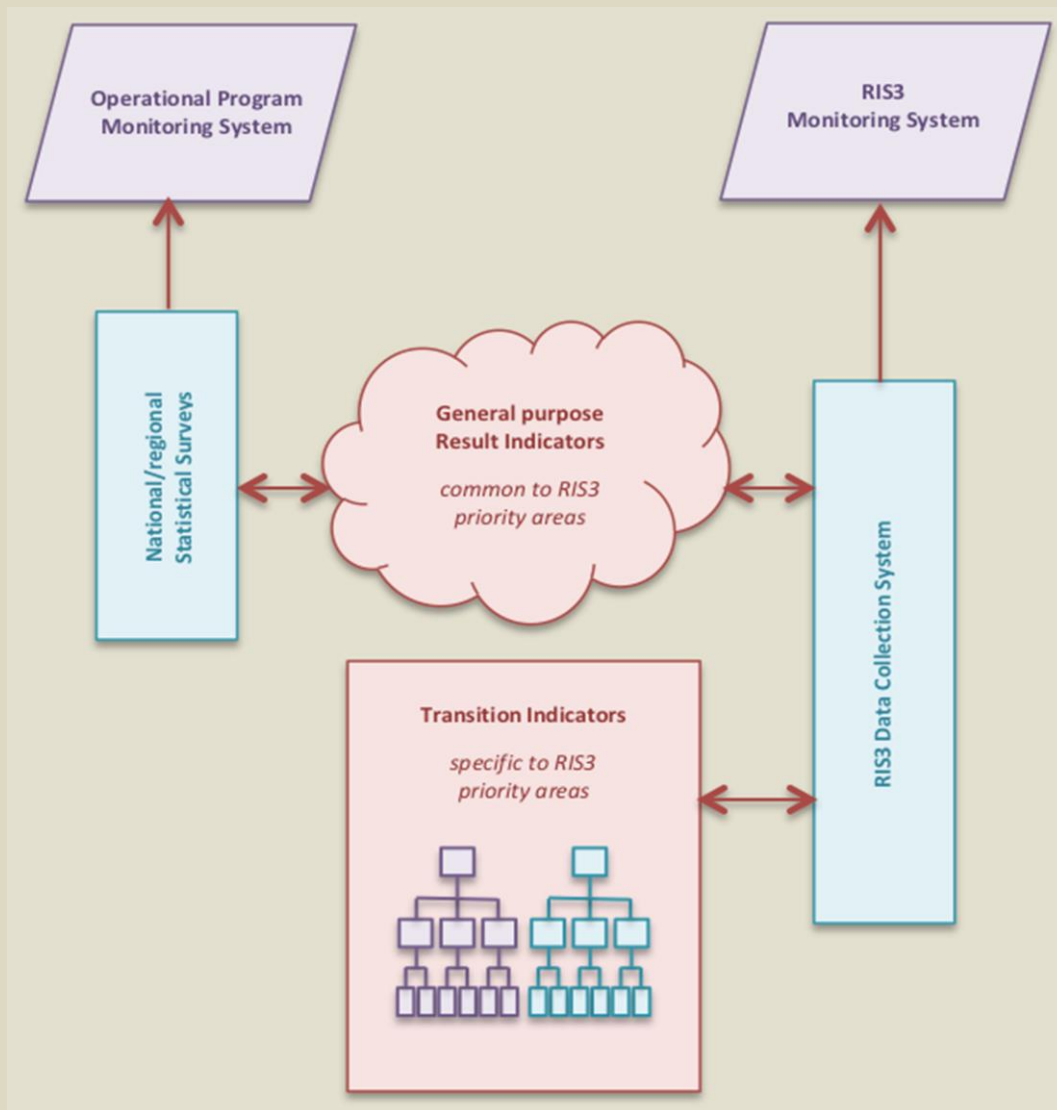 Operational Program
Monitoring System
RIS3
Monitoring System
National/regional
Statistical Surveys
General purpose
Result Indicators
common to RIS3
priority areas
RIS3 Data Collection System
Transition Indicators
specific to RIS3
priority areas